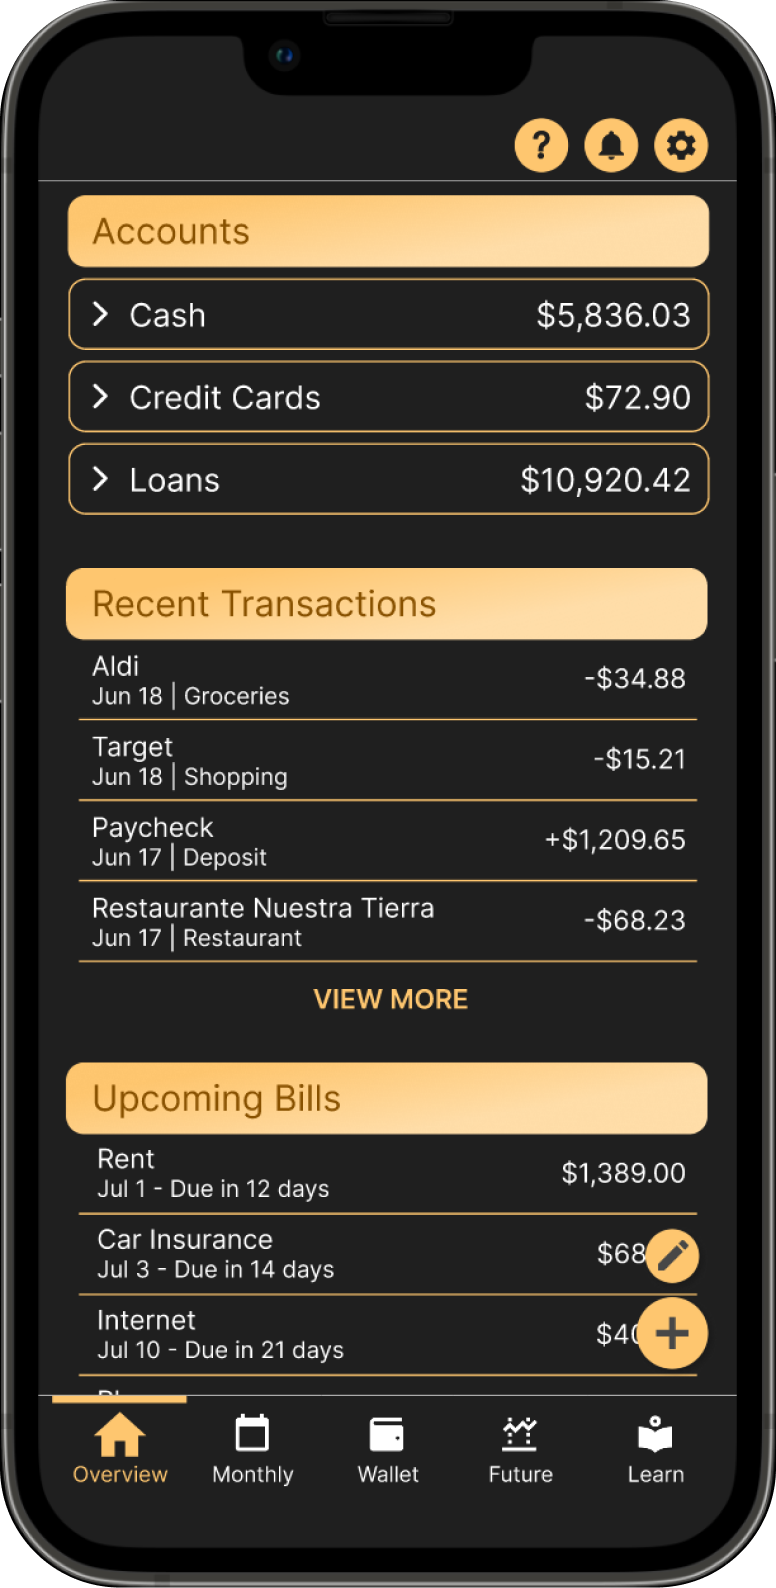 ?
Accounts
Cash $5,836.03
Credit Cards $72.90
Loans $10,920.42
Recent Transactions
Aldi
Jun 18 | Groceries -$34.88
Target
Jun 18 | Shopping -$15.21
Paycheck
Jun 17 | Deposit +$1,209.65
Restaurante Nuestra Tierra
Jun 17 | Restaurant -$68.23
VIEW MORE
Upcoming Bills
Rent
Jul 1 - Due in 12 days $1,389.00
Car Insurance
Jul 3 - Due in 14 days $68
Internet
Jul 10 - Due in 21 days
Overview Monthly Wallet Future Learn